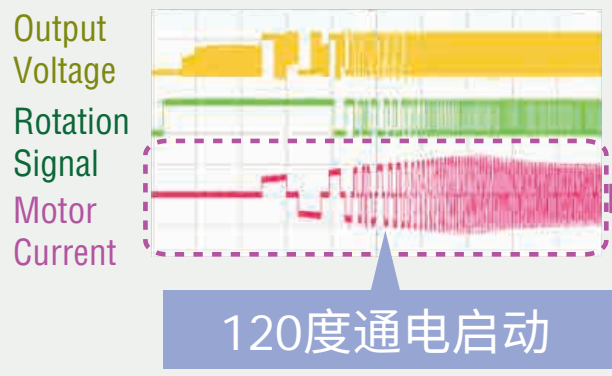 Output
Voltage
Rotation
Signal
Motor
Current
120度通电启动